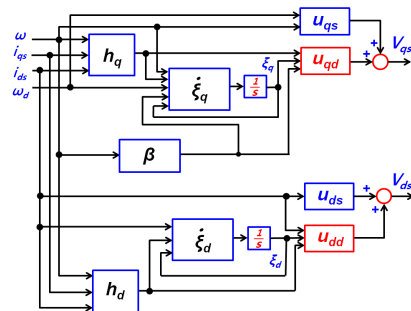 ω
i_qs
i_ds
ω_d
h_q
ξ̇_q
1/s
ξ_q
u_qs
u_qd
+
+
V_qs
β
ξ̇_d
1/s
ξ_d
u_ds
u_dd
+
+
V_ds
h_d